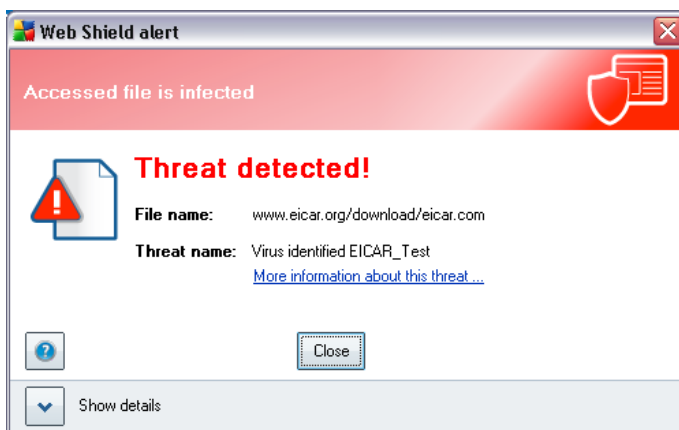 Web Shield alert
Accessed file is infected
Threat detected!
File name: www.eicar.org/download/eicar.com
Threat name: Virus identified EICAR_Test
More information about this threat ...
Close
Show details